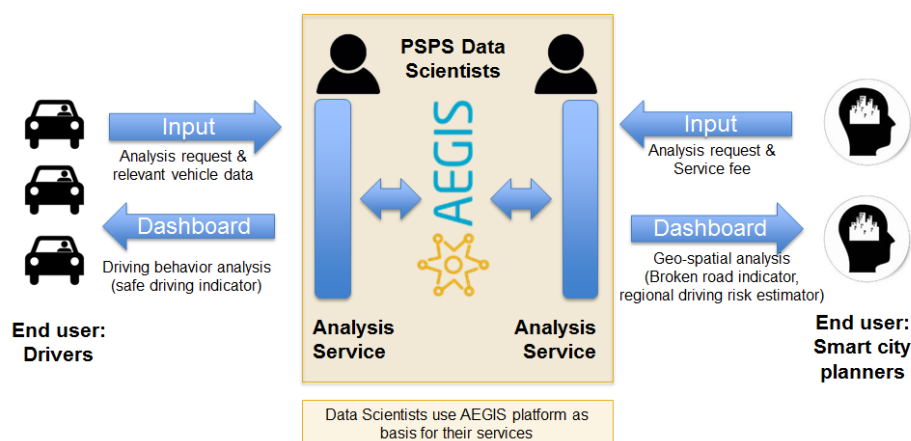 PSPS Data
Scientists
Input
Analysis request &
relevant vehicle data
Dashboard
Driving behavior analysis
(safe driving indicator)
End user:
Drivers
AEGIS
Analysis
Service
Analysis
Service
Input
Analysis request &
Service fee
Dashboard
Geo-spatial analysis
(Broken road indicator,
regional driving risk estimator)
End user:
Smart city
planners
Data Scientists use AEGIS platform as
basis for their services